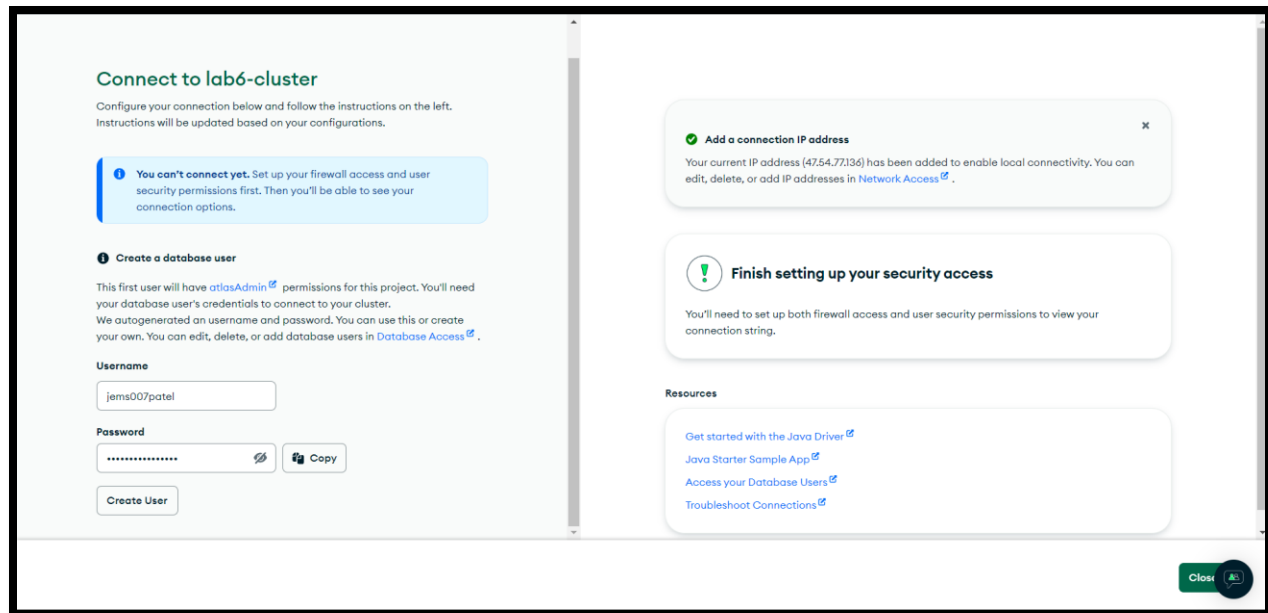 Connect to lab6-cluster
Configure your connection below and follow the instructions on the left.
Instructions will be updated based on your configurations.
You can't connect yet. Set up your firewall access and user
security permissions first. Then you'll be able to see your
connection options.
Create a database user
This first user will have atlasAdmin permissions for this project. You'll need
your database user's credentials to connect to your cluster.
We autogenerated an username and password. You can use this or create
your own. You can edit, delete, or add database users in Database Access .
Username
jems007patel
Password
••••••••••••••••
Copy
Create User
Add a connection IP address
Your current IP address (47.54.77.136) has been added to enable local connectivity. You can
edit, delete, or add IP addresses in Network Access .
Finish setting up your security access
You'll need to set up both firewall access and user security permissions to view your
connection string.
Resources
Get started with the Java Driver
Java Starter Sample App
Access your Database Users
Troubleshoot Connections
Close